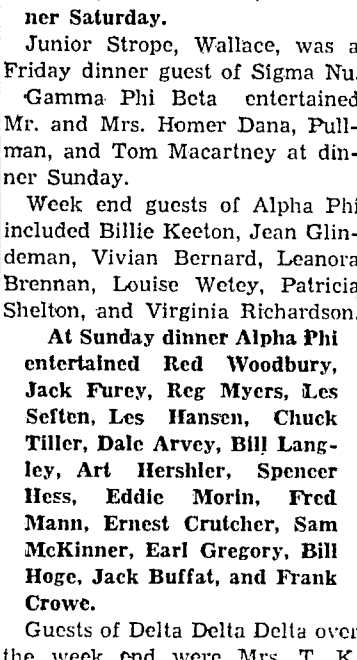 ner Saturday.
Junior Strope, Wallace, was a
Friday dinner guest of Sigma Nu.
Gamma Phi Beta entertained
Mr. and Mrs. Homer Dana, Pull-
man, and Tom Macartney at din-
ner Sunday.
Week end guests of Alpha Phi
included Billie Keeton, Jean Glin-
deman, Vivian Bernard, Leanora
Brennan, Louise Wetey, Patricia
Shelton, and Virginia Richardson.
At Sunday dinner Alpha Phi
entertained Red Woodbury,
Jack Furey, Reg Myers, Les
Seften, Les Hansen, Chuck
Tiller, Dale Arvey, Bill Lang-
ley, Art Hershler, Spencer
Hess, Eddie Morin, Fred
Mann, Ernest Crutcher, Sam
McKinner, Earl Gregory, Bill
Hoge, Jack Buffat, and Frank
Crowe.
Guests of Delta Delta Delta over
the week end were Mrs. T. K.